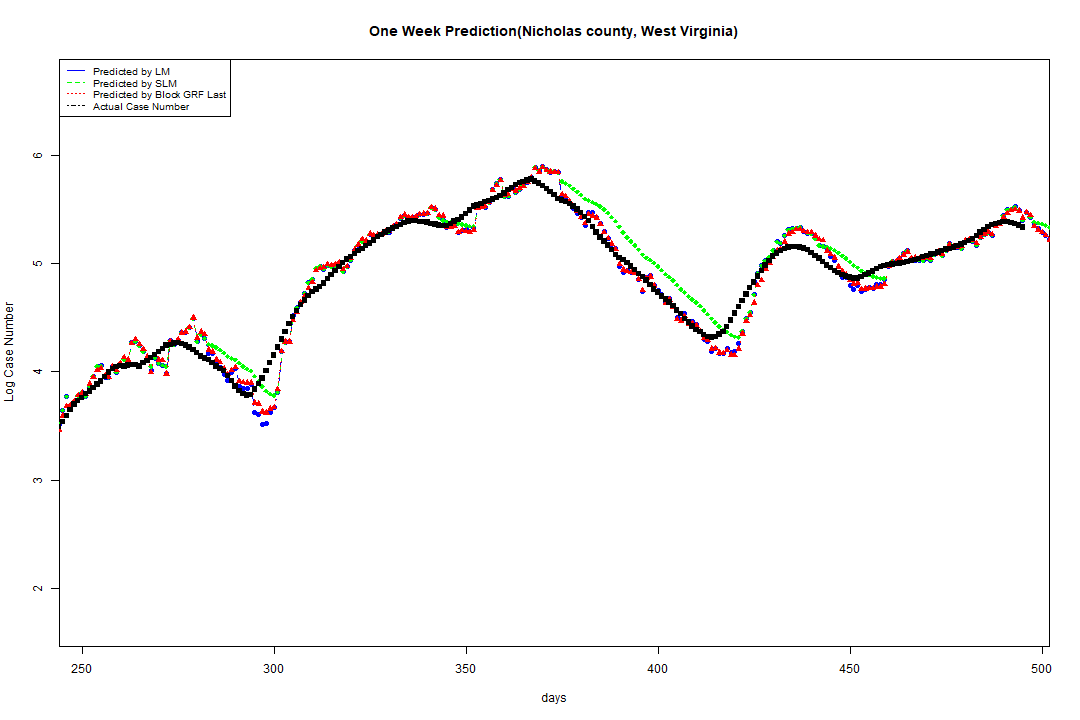 One Week Prediction(Nicholas county, West Virginia)
Predicted by LM
Predicted by SLM
Predicted by Block GRF Last
Actual Case Number
Log Case Number
6
5
4
3
2
250 300 350 400 450 500
days